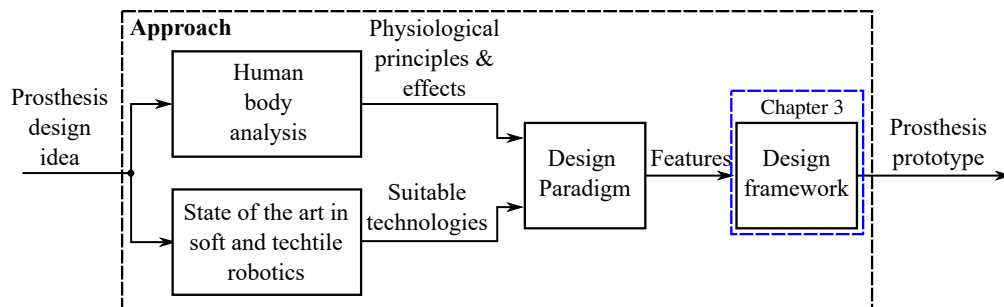 Approach
Prosthesis
design
idea
Human
body
analysis
Physiological
principles &
effects
State of the art in
soft and techtile
robotics
Suitable
technologies
Design
Paradigm
Features
Chapter 3
Design
framework
Prosthesis
prototype